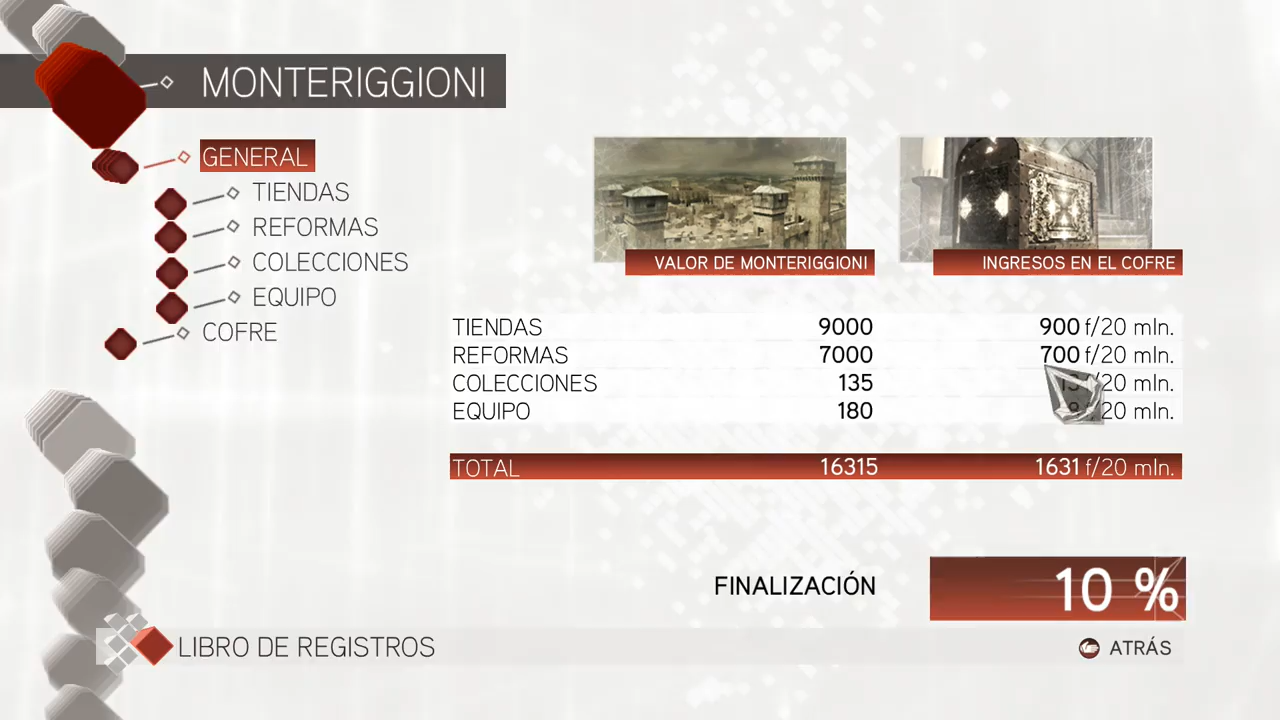 MONTERIGGIONI
GENERAL
TIENDAS
REFORMAS
COLECCIONES
EQUIPO
COFRE
VALOR DE MONTERIGGIONI INGRESOS EN EL COFRE
TIENDAS 9000 900 f/20 mln.
REFORMAS 7000 700 f/20 mln.
COLECCIONES 135 /20 mln.
EQUIPO 180 /20 mln.
TOTAL 16315 1631 f/20 mln.
FINALIZACIÓN 10 %
LIBRO DE REGISTROS ATRÁS